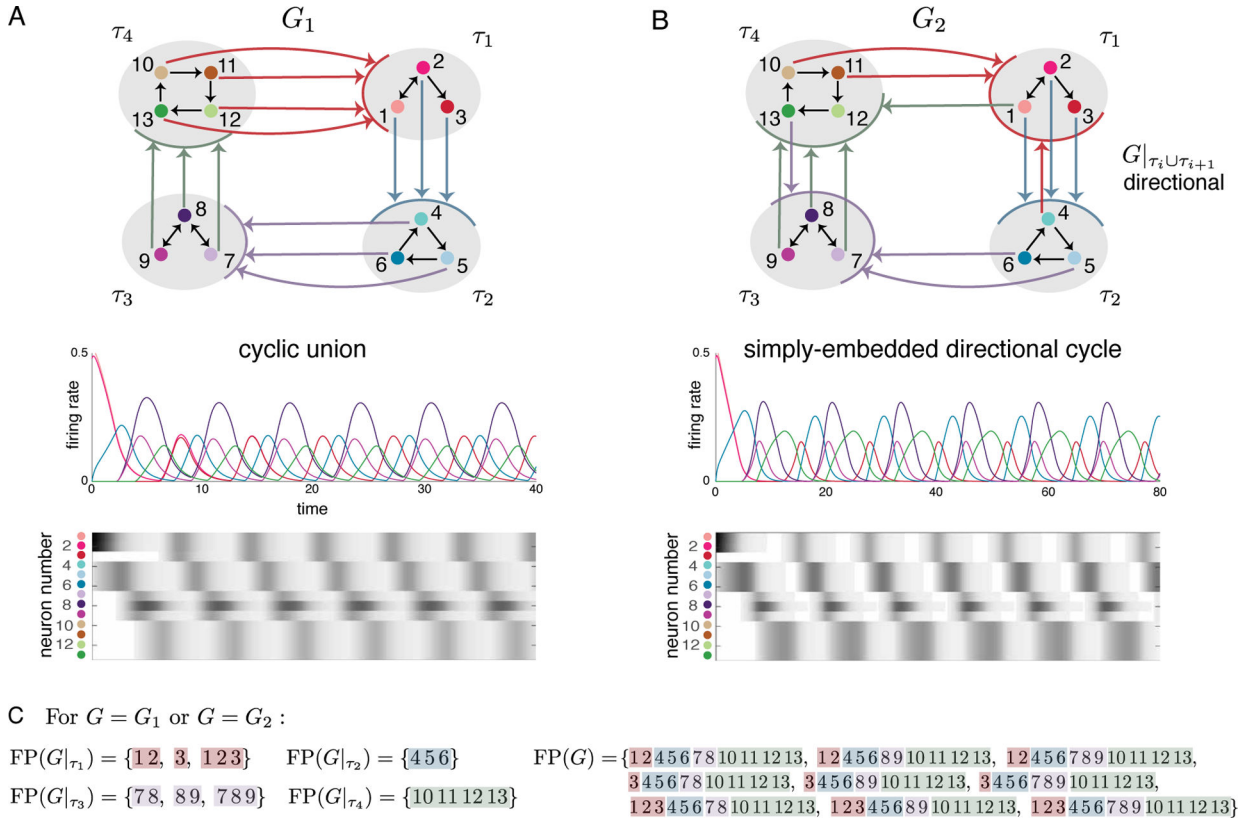 A
G₁
τ₄
τ₁
10
11
2
13
12
1
3
8
4
9
7
6
5
τ₃
τ₂
cyclic union
0.5
firing rate
0
0 10 20 30 40
time
neuron number
2
4
6
8
10
12
B
G₂
τ₄
τ₁
10
11
2
13
12
1
3
G|τᵢ∪τᵢ₊₁
directional
8
4
9
7
6
5
τ₃
τ₂
simply-embedded directional cycle
0.5
firing rate
0
0 20 40 60 80
neuron number
2
4
6
8
10
12
C For G = G₁ or G = G₂ :
FP(G|τ₁) = {12, 3, 123} FP(G|τ₂) = {456}
FP(G|τ₃) = {78, 89, 789} FP(G|τ₄) = {10 11 12 13}
FP(G) = {12 456 78 10 11 12 13, 12 456 89 10 11 12 13, 12 456 789 10 11 12 13,
3 456 78 10 11 12 13, 3 456 89 10 11 12 13, 3 456 789 10 11 12 13,
123 456 78 10 11 12 13, 123 456 89 10 11 12 13, 123 456 789 10 11 12 13}